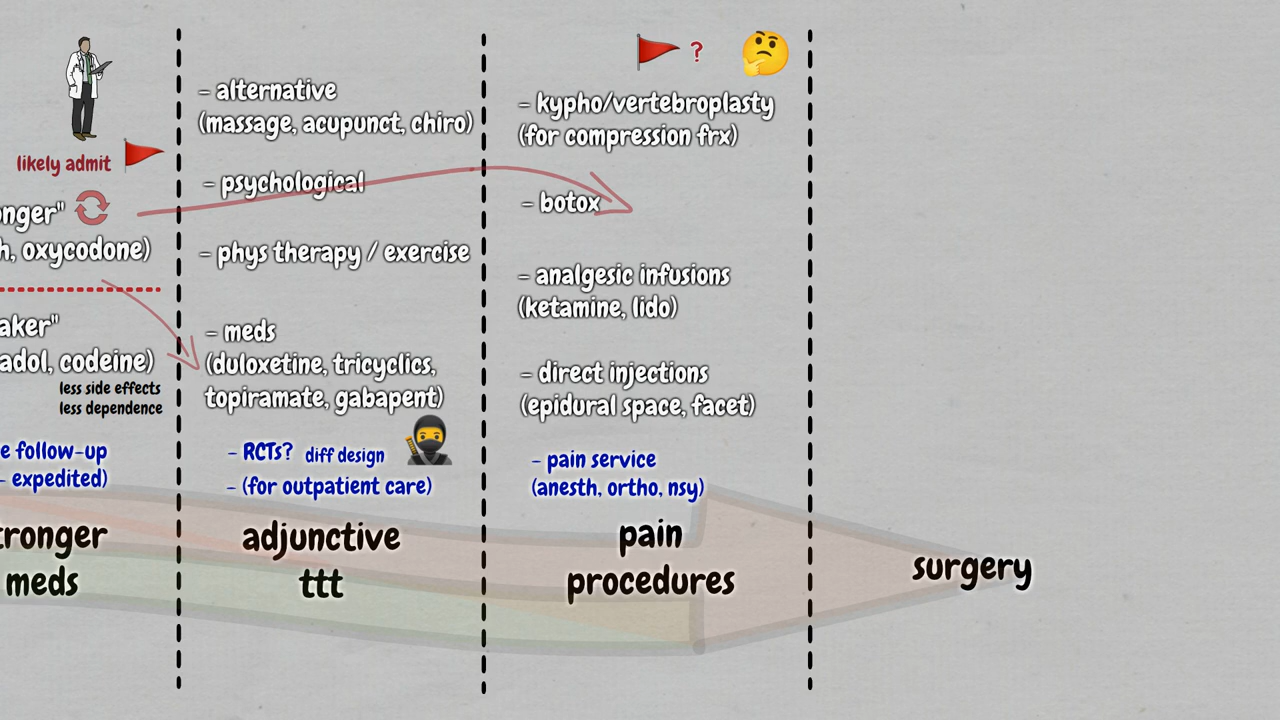 likely admit
onger"
h, oxycodone)
aker"
adol, codeine)
less side effects
less dependence
e follow-up
- expedited)
tronger
meds
- alternative
(massage, acupunct, chiro)
- psychological
- phys therapy / exercise
- meds
(duloxetine, tricyclics,
topiramate, gabapent)
- RCTs? diff design
- (for outpatient care)
adjunctive
ttt
?
- kypho/vertebroplasty
(for compression frx)
- botox
- analgesic infusions
(ketamine, lido)
- direct injections
(epidural space, facet)
- pain service
(anesth, ortho, nsy)
pain
procedures
surgery